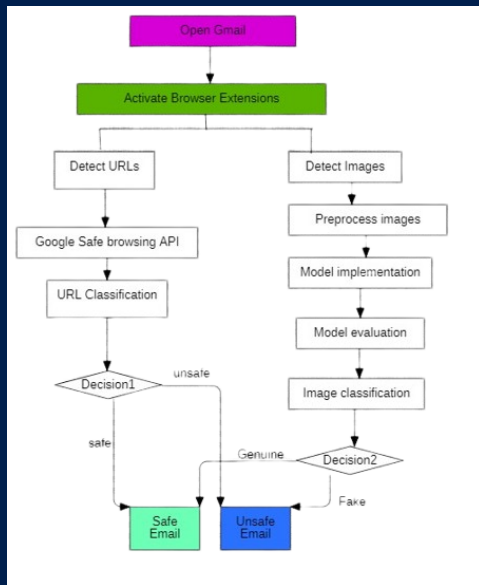 Open Gmail
Activate Browser Extensions
Detect URLs
Detect Images
Preprocess images
Google Safe browsing API
Model implementation
URL Classification
Model evaluation
unsafe
Decision1
Image classification
safe
Genuine
Decision2
Fake
Safe
Email
Unsafe
Email